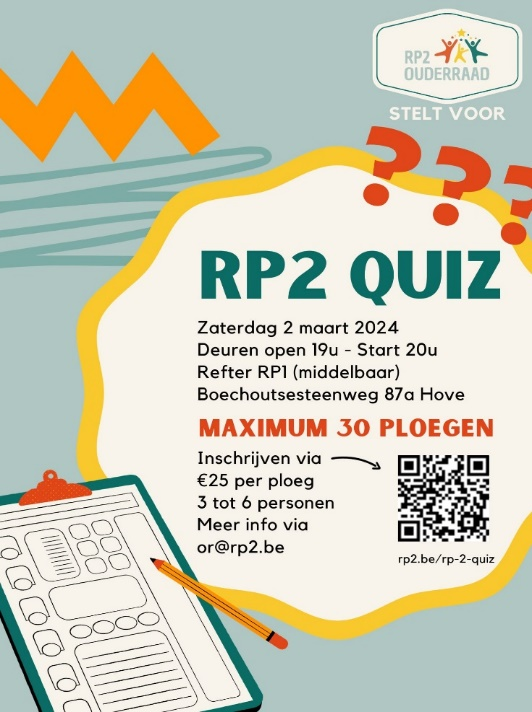 RP2
OUDERRAAD
STELT VOOR
???
RP2 QUIZ
Zaterdag 2 maart 2024
Deuren open 19u - Start 20u
Refter RP1 (middelbaar)
Boechoutsesteenweg 87a Hove
MAXIMUM 30 PLOEGEN
Inschrijven via
€25 per ploeg
3 tot 6 personen
Meer info via
or@rp2.be
rp2.be/rp-2-quiz